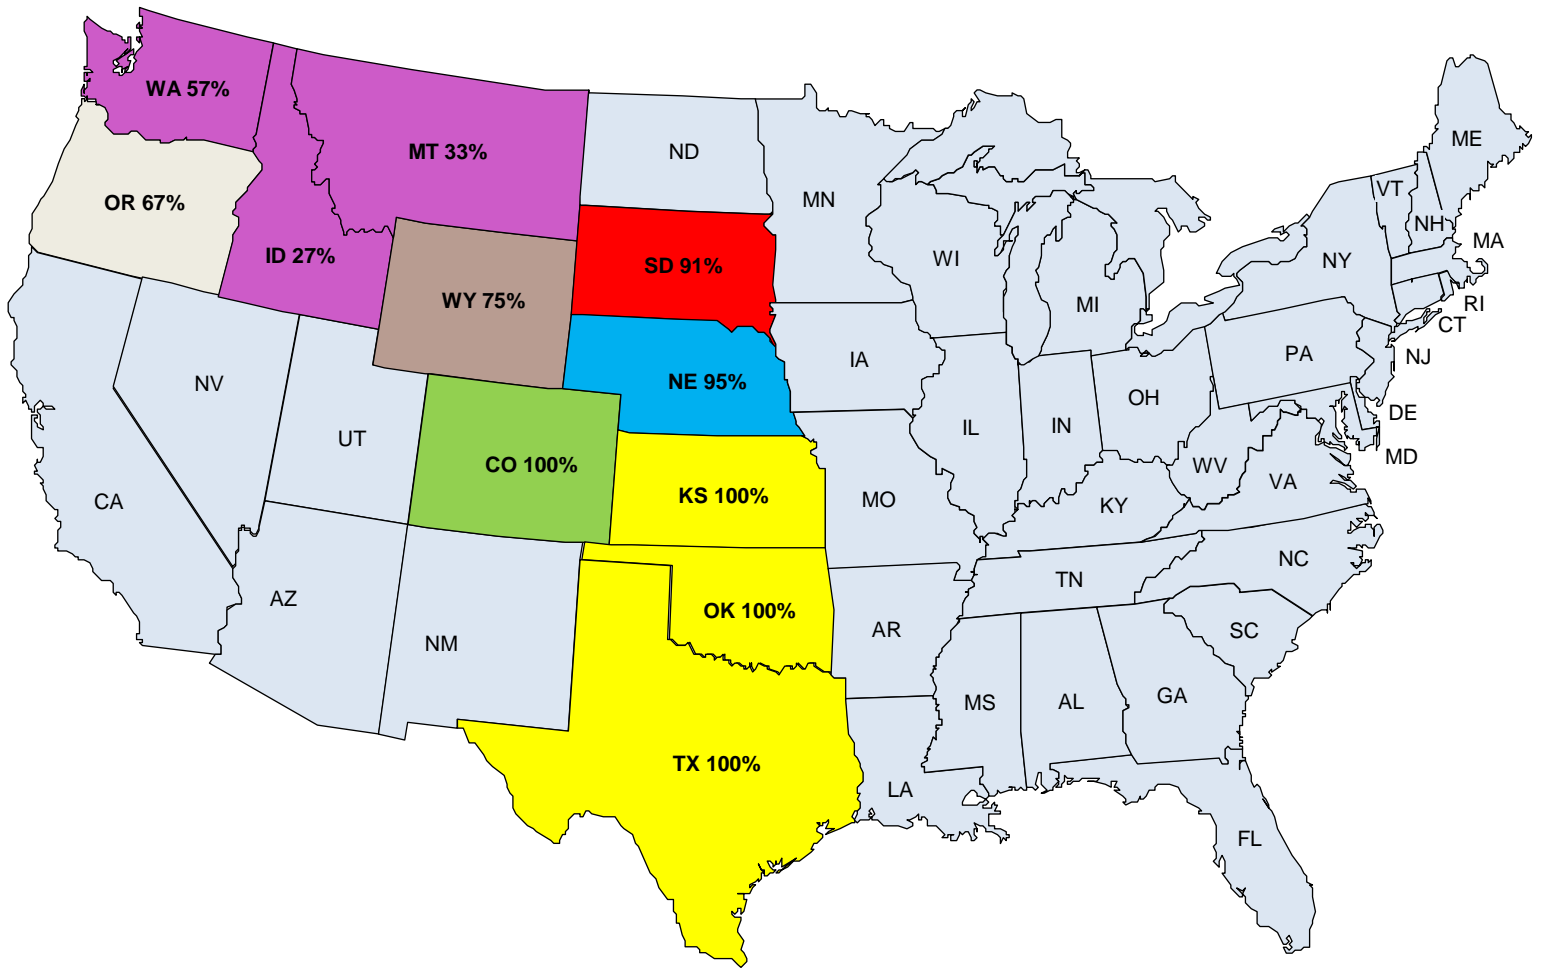 WA 57%
MT 33%
ND
ME
MN
VT
OR 67%
NH
MA
ID 27%
SD 91%
WI
NY
WY 75%
MI
RI
CT
PA
NJ
IA
NV
NE 95%
OH
DE
UT
IL
IN
MD
CO 100%
WV
VA
CA
KS 100%
MO
KY
NC
TN
AZ
OK 100%
AR
SC
NM
MS
AL
GA
TX 100%
LA
FL